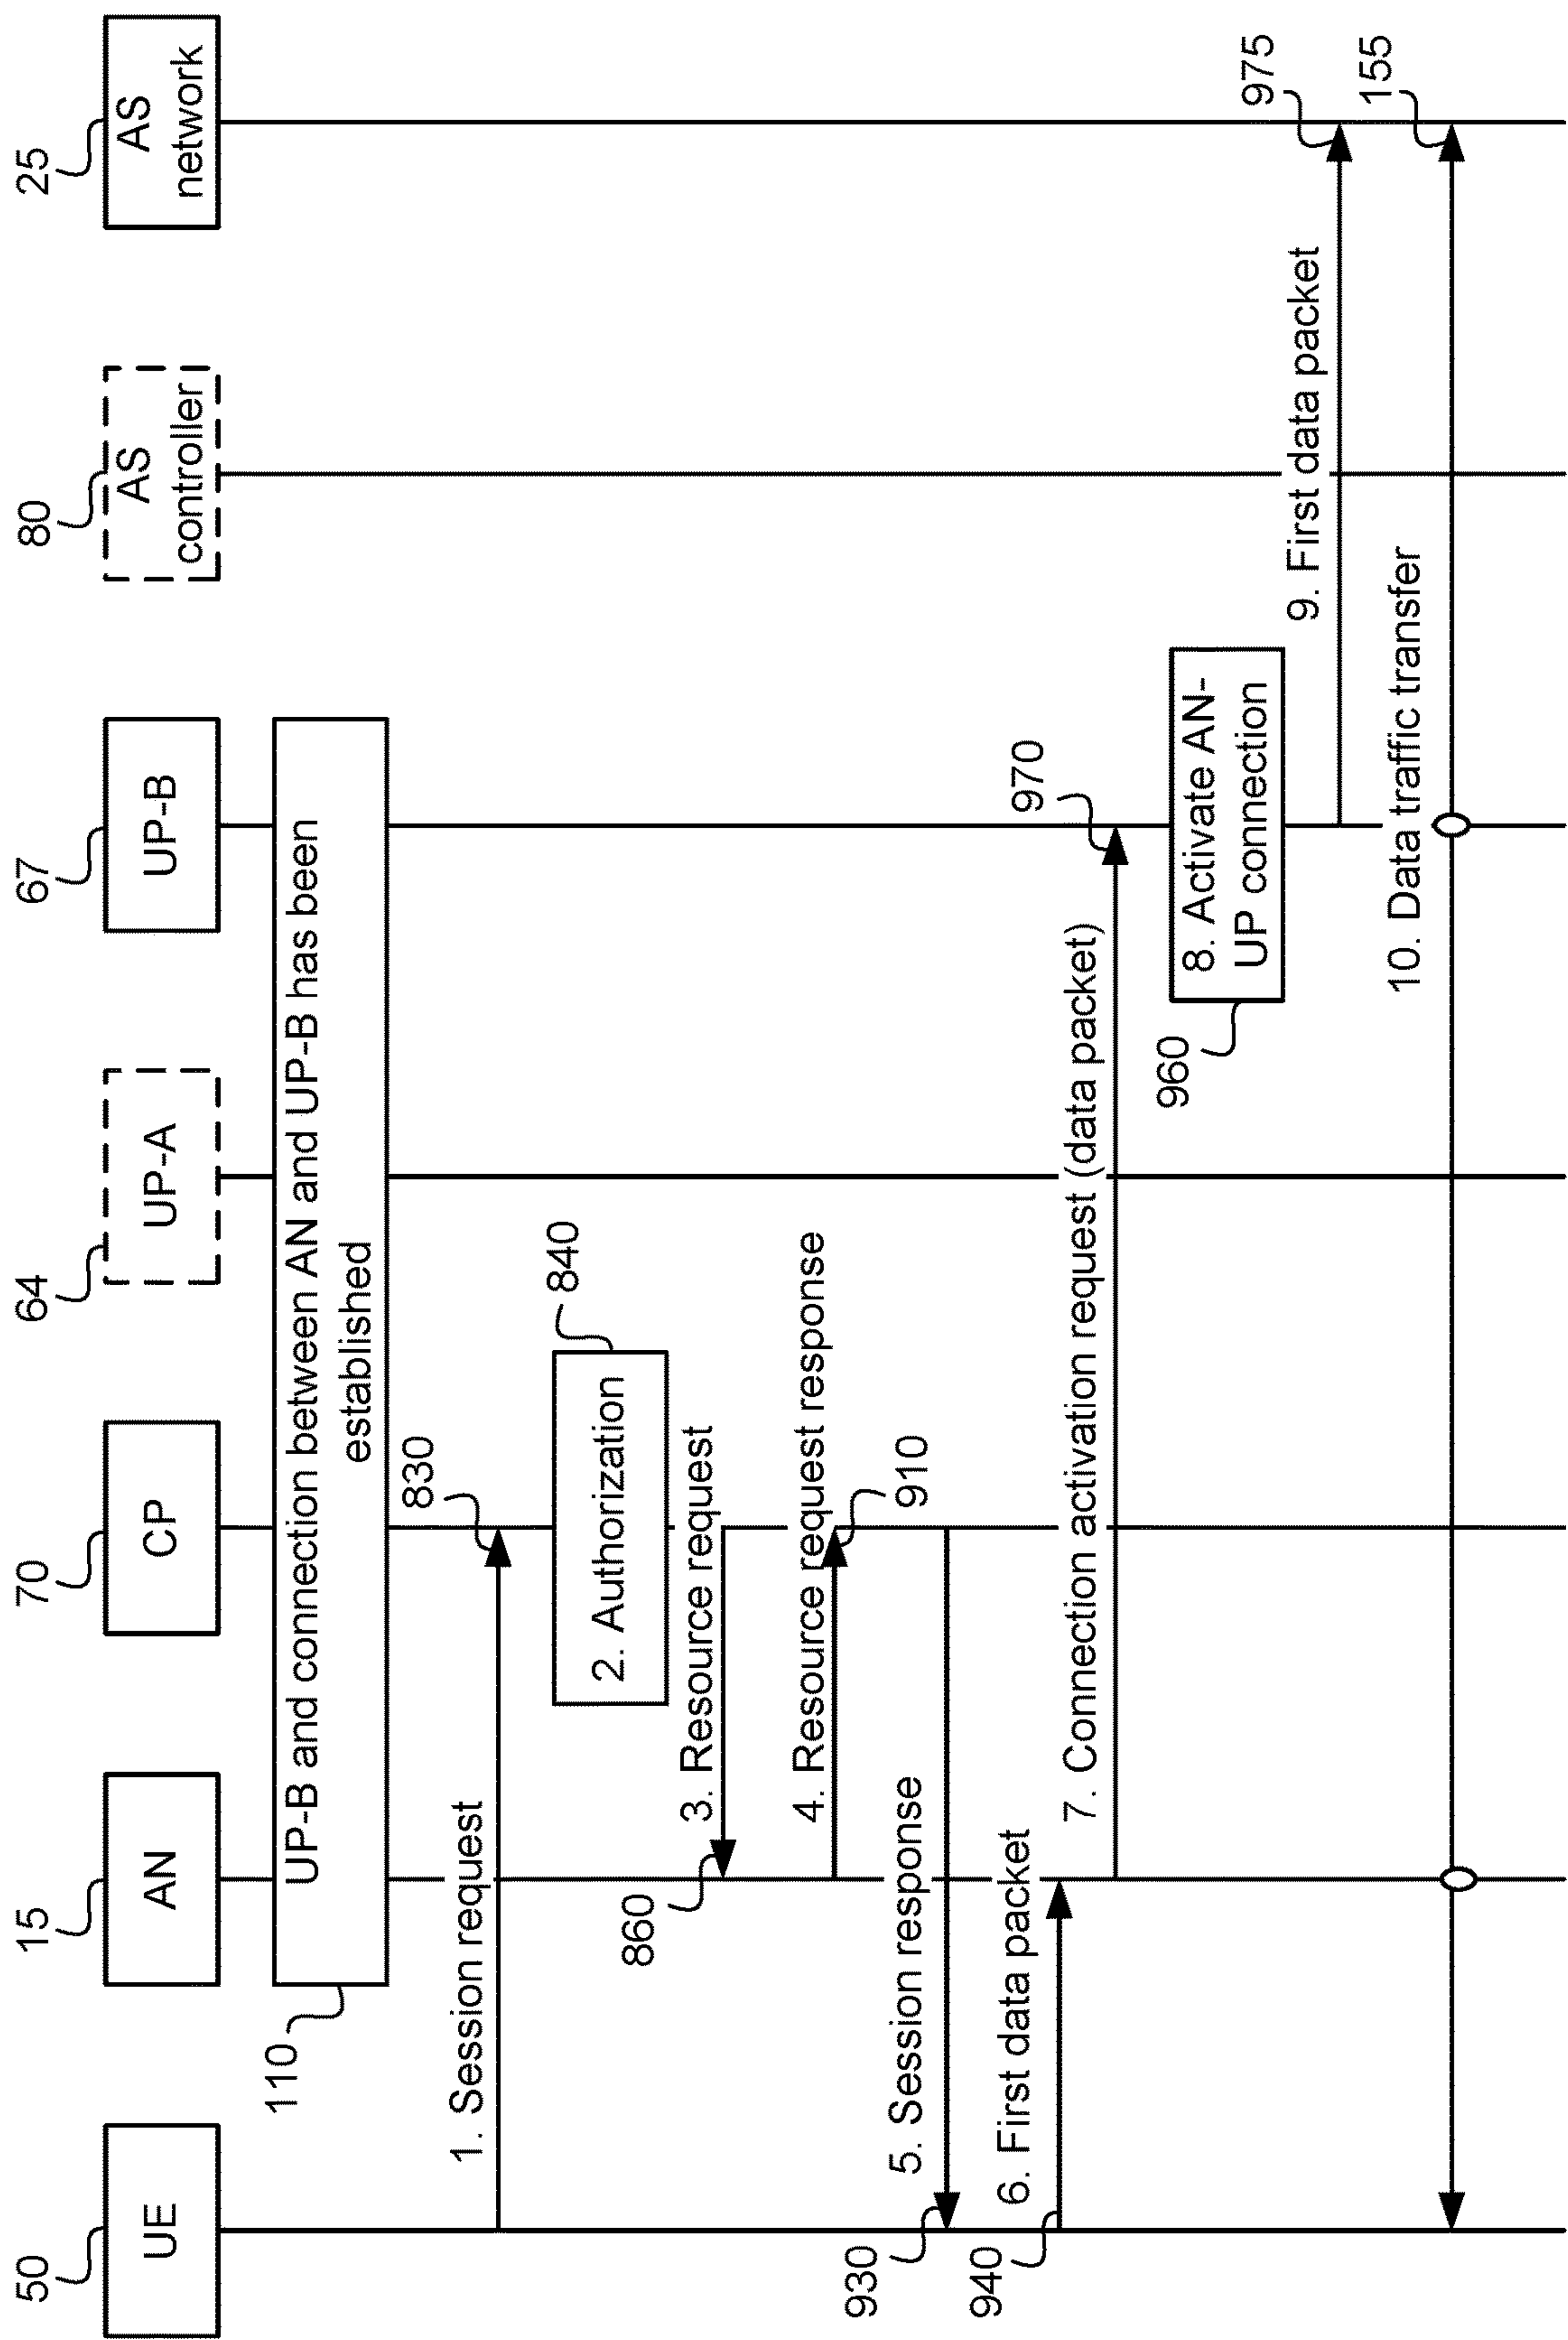 50
15
70
64
67
80
25
UE
AN
CP
UP-A
UP-B
AS
controller
AS
network
110
UP-B and connection between AN and UP-B has been
established
1. Session request
830
2. Authorization
840
3. Resource request
860
4. Resource request response
910
5. Session response
930
6. First data packet
940
7. Connection activation request (data packet)
970
8. Activate AN-
UP connection
960
9. First data packet
975
10. Data traffic transfer
155